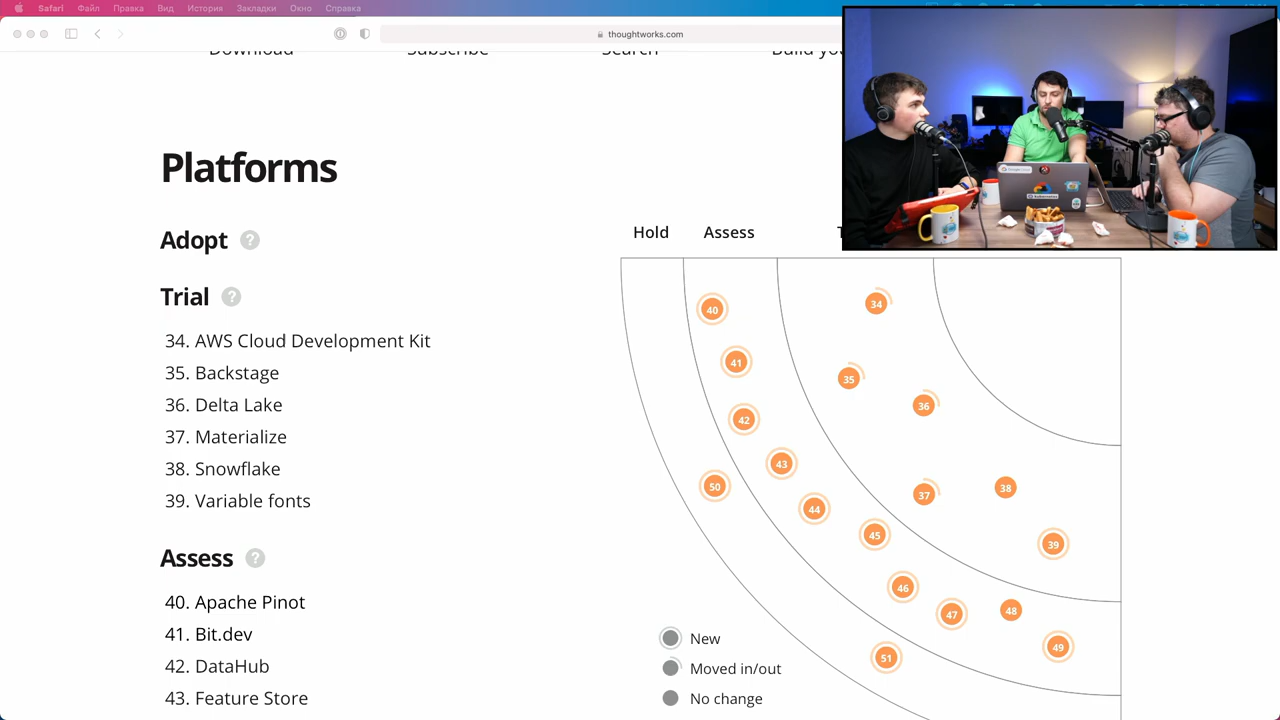 Safari Файл Правка Вид История Закладки Окно Справка
thoughtworks.com
Download Subscribe Search
Platforms
Adopt ?
Hold Assess
Trial ?
34. AWS Cloud Development Kit
35. Backstage
36. Delta Lake
37. Materialize
38. Snowflake
39. Variable fonts
Assess ?
40. Apache Pinot
41. Bit.dev
42. DataHub
43. Feature Store
34
40
41
35
36
42
43
50
38
37
44
45
39
46
48
47
49
51
New
Moved in/out
No change